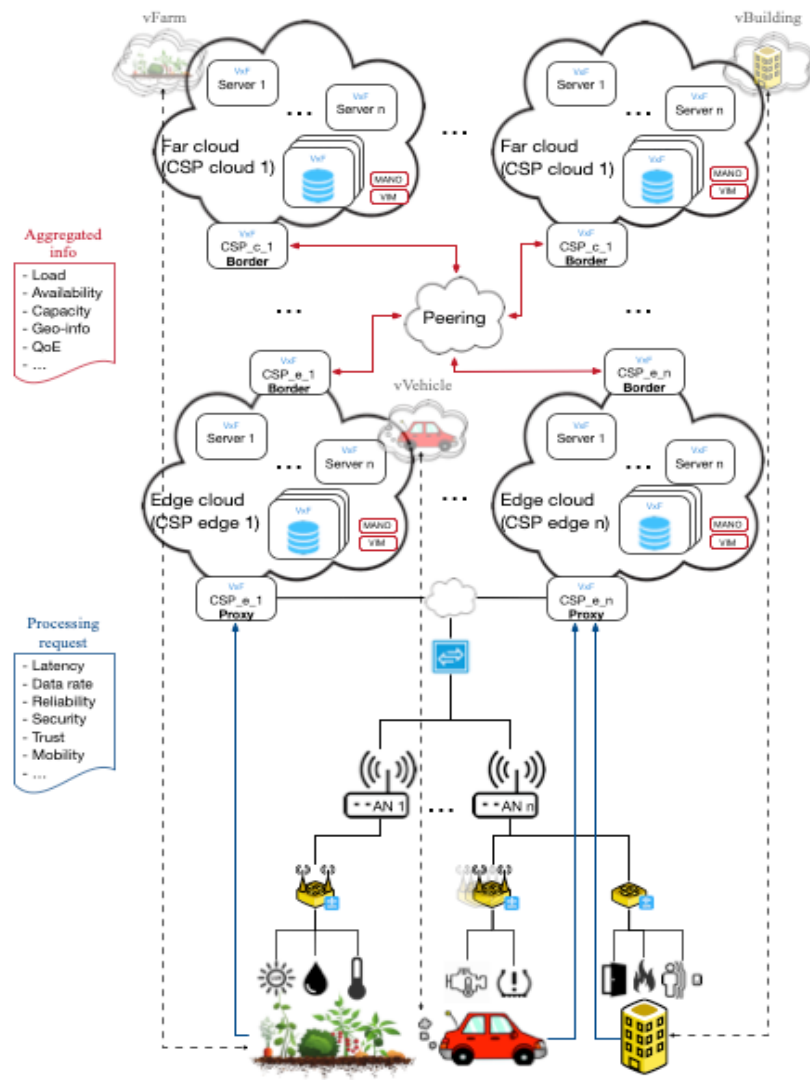 vFarm
vBuilding
VxF
Server 1
...
VxF
Server n
Far cloud
(CSP cloud 1)
VxF
MANO
VIM
...
VxF
Server 1
...
VxF
Server n
Far cloud
(CSP cloud 1)
VxF
MANO
VIM
VxF
CSP_c_1
Border
VxF
CSP_c_1
Border
Aggregated
info
- Load
- Availability
- Capacity
- Geo-info
- QoE
- ...
...
Peering
...
VxF
CSP_e_1
Border
VxF
CSP_e_n
Border
vVehicle
VxF
Server 1
...
VxF
Server n
Edge cloud
(CSP edge 1)
VxF
MANO
VIM
...
VxF
Server 1
...
VxF
Server n
Edge cloud
(CSP edge n)
VxF
MANO
VIM
VxF
CSP_e_1
Proxy
VxF
CSP_e_n
Proxy
Processing
request
- Latency
- Data rate
- Reliability
- Security
- Trust
- Mobility
- ...
**AN 1
...
**AN n